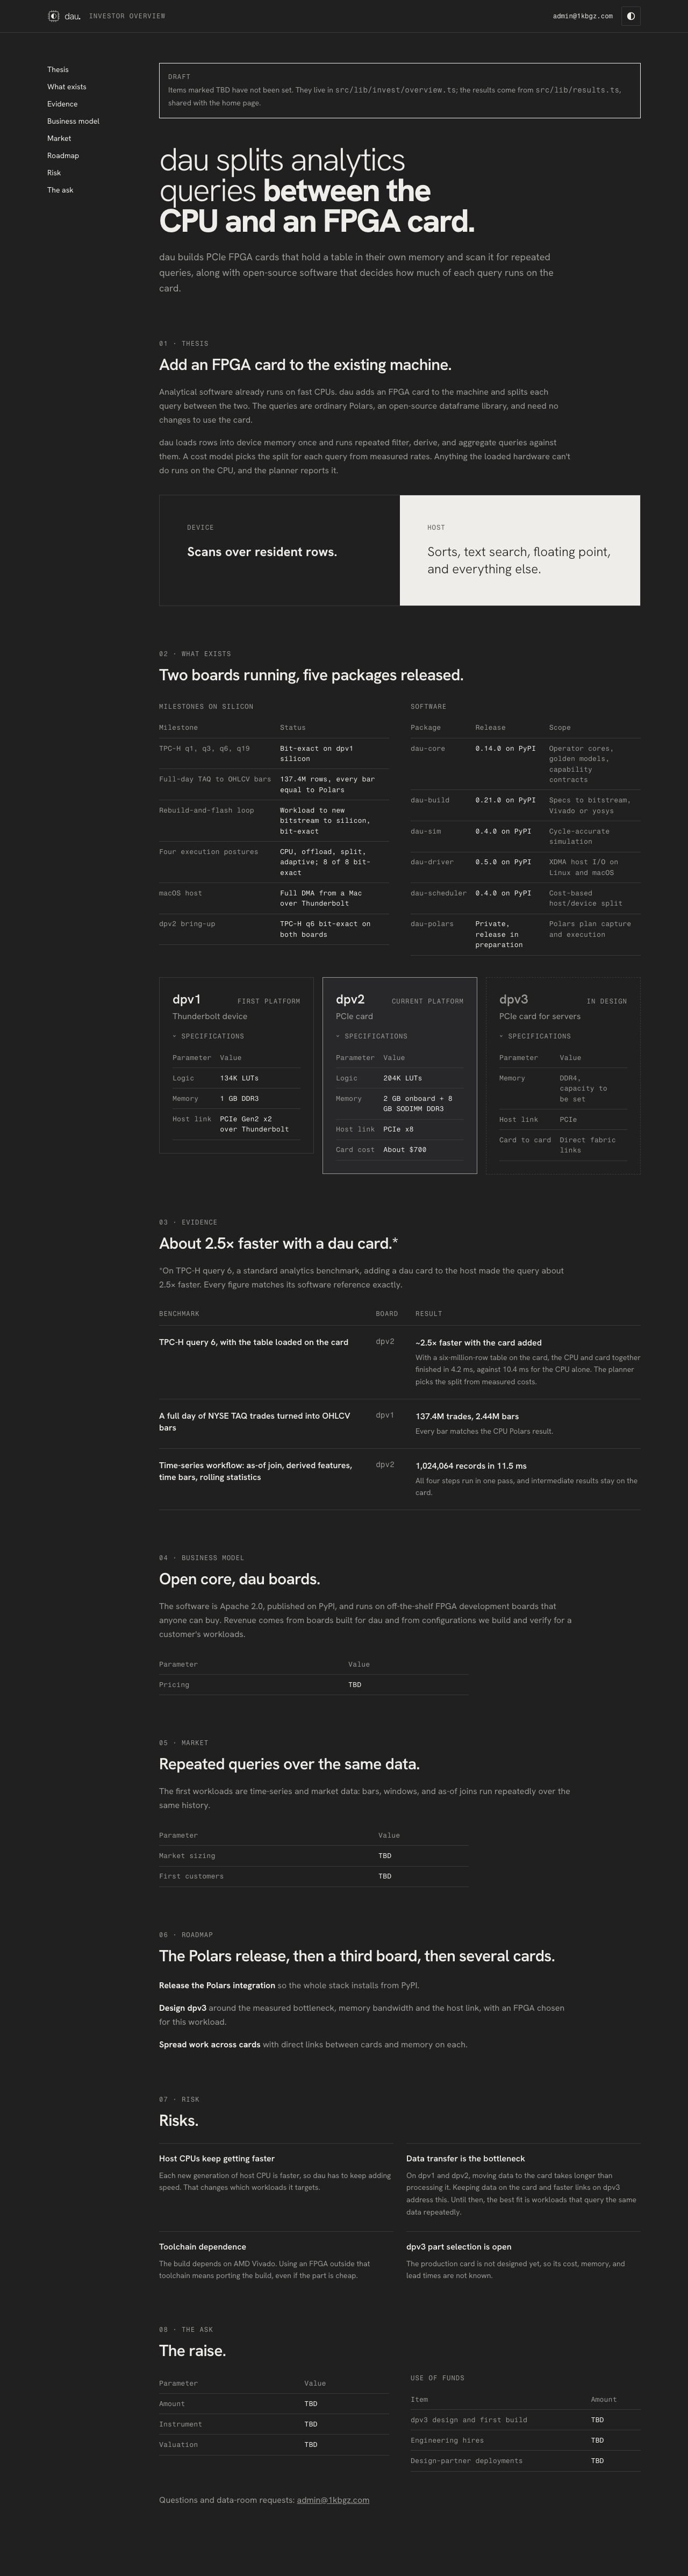 dau.
INVESTOR OVERVIEW
admin@1kbgz.com
Thesis
What exists
Evidence
Business model
Market
Roadmap
Risk
The ask
DRAFT
Items marked TBD have not been set. They live in src/lib/invest/overview.ts; the results come from src/lib/results.ts,
shared with the home page.
dau splits analytics
queries between the
CPU and an FPGA card.
dau builds PCIe FPGA cards that hold a table in their own memory and scan it for repeated
queries, along with open-source software that decides how much of each query runs on the
card.
01 · THESIS
Add an FPGA card to the existing machine.
Analytical software already runs on fast CPUs. dau adds an FPGA card to the machine and splits each
query between the two. The queries are ordinary Polars, an open-source dataframe library, and need no
changes to use the card.
dau loads rows into device memory once and runs repeated filter, derive, and aggregate queries against
them. A cost model picks the split for each query from measured rates. Anything the loaded hardware can't
do runs on the CPU, and the planner reports it.
DEVICE
Scans over resident rows.
HOST
Sorts, text search, floating point,
and everything else.
02 · WHAT EXISTS
Two boards running, five packages released.
MILESTONES ON SILICON
Milestone Status
TPC-H q1, q3, q6, q19 Bit-exact on dpv1
silicon
Full-day TAQ to OHLCV bars 137.4M rows, every bar
equal to Polars
Rebuild-and-flash loop Workload to new
bitstream to silicon,
bit-exact
Four execution postures CPU, offload, split,
adaptive; 8 of 8 bit-
exact
macOS host Full DMA from a Mac
over Thunderbolt
dpv2 bring-up TPC-H q6 bit-exact on
both boards
SOFTWARE
Package Release Scope
dau-core 0.14.0 on PyPI Operator cores,
golden models,
capability
contracts
dau-build 0.21.0 on PyPI Specs to bitstream,
Vivado or yosys
dau-sim 0.4.0 on PyPI Cycle-accurate
simulation
dau-driver 0.5.0 on PyPI XDMA host I/O on
Linux and macOS
dau-scheduler 0.4.0 on PyPI Cost-based
host/device split
dau-polars Private, Polars plan capture
release in and execution
preparation
dpv1 FIRST PLATFORM
Thunderbolt device
– SPECIFICATIONS
Parameter Value
Logic 134K LUTs
Memory 1 GB DDR3
Host link PCIe Gen2 x2
over Thunderbolt
dpv2 CURRENT PLATFORM
PCIe card
– SPECIFICATIONS
Parameter Value
Logic 204K LUTs
Memory 2 GB onboard + 8
GB SODIMM DDR3
Host link PCIe x8
Card cost About $700
dpv3 IN DESIGN
PCIe card for servers
– SPECIFICATIONS
Parameter Value
Memory DDR4,
capacity to
be set
Host link PCIe
Card to card Direct fabric
links
03 · EVIDENCE
About 2.5× faster with a dau card.*
*On TPC-H query 6, a standard analytics benchmark, adding a dau card to the host made the query about
2.5× faster. Every figure matches its software reference exactly.
BENCHMARK BOARD RESULT
TPC-H query 6, with the table loaded on the card dpv2 ~2.5× faster with the card added
With a six-million-row table on the card, the CPU and card together
finished in 4.2 ms, against 10.4 ms for the CPU alone. The planner
picks the split from measured costs.
A full day of NYSE TAQ trades turned into OHLCV dpv1 137.4M trades, 2.44M bars
bars
Every bar matches the CPU Polars result.
Time-series workflow: as-of join, derived features, dpv2 1,024,064 records in 11.5 ms
time bars, rolling statistics
All four steps run in one pass, and intermediate results stay on the
card.
04 · BUSINESS MODEL
Open core, dau boards.
The software is Apache 2.0, published on PyPI, and runs on off-the-shelf FPGA development boards that
anyone can buy. Revenue comes from boards built for dau and from configurations we build and verify for a
customer's workloads.
Parameter Value
Pricing TBD
05 · MARKET
Repeated queries over the same data.
The first workloads are time-series and market data: bars, windows, and as-of joins run repeatedly over the
same history.
Parameter Value
Market sizing TBD
First customers TBD
06 · ROADMAP
The Polars release, then a third board, then several cards.
Release the Polars integration so the whole stack installs from PyPI.
Design dpv3 around the measured bottleneck, memory bandwidth and the host link, with an FPGA chosen
for this workload.
Spread work across cards with direct links between cards and memory on each.
07 · RISK
Risks.
Host CPUs keep getting faster
Each new generation of host CPU is faster, so dau has to keep adding
speed. That changes which workloads it targets.
Data transfer is the bottleneck
On dpv1 and dpv2, moving data to the card takes longer than
processing it. Keeping data on the card and faster links on dpv3
address this. Until then, the best fit is workloads that query the same
data repeatedly.
Toolchain dependence
The build depends on AMD Vivado. Using an FPGA outside that
toolchain means porting the build, even if the part is cheap.
dpv3 part selection is open
The production card is not designed yet, so its cost, memory, and
lead times are not known.
08 · THE ASK
The raise.
Parameter Value
Amount TBD
Instrument TBD
Valuation TBD
USE OF FUNDS
Item Amount
dpv3 design and first build TBD
Engineering hires TBD
Design-partner deployments TBD
Questions and data-room requests: admin@1kbgz.com